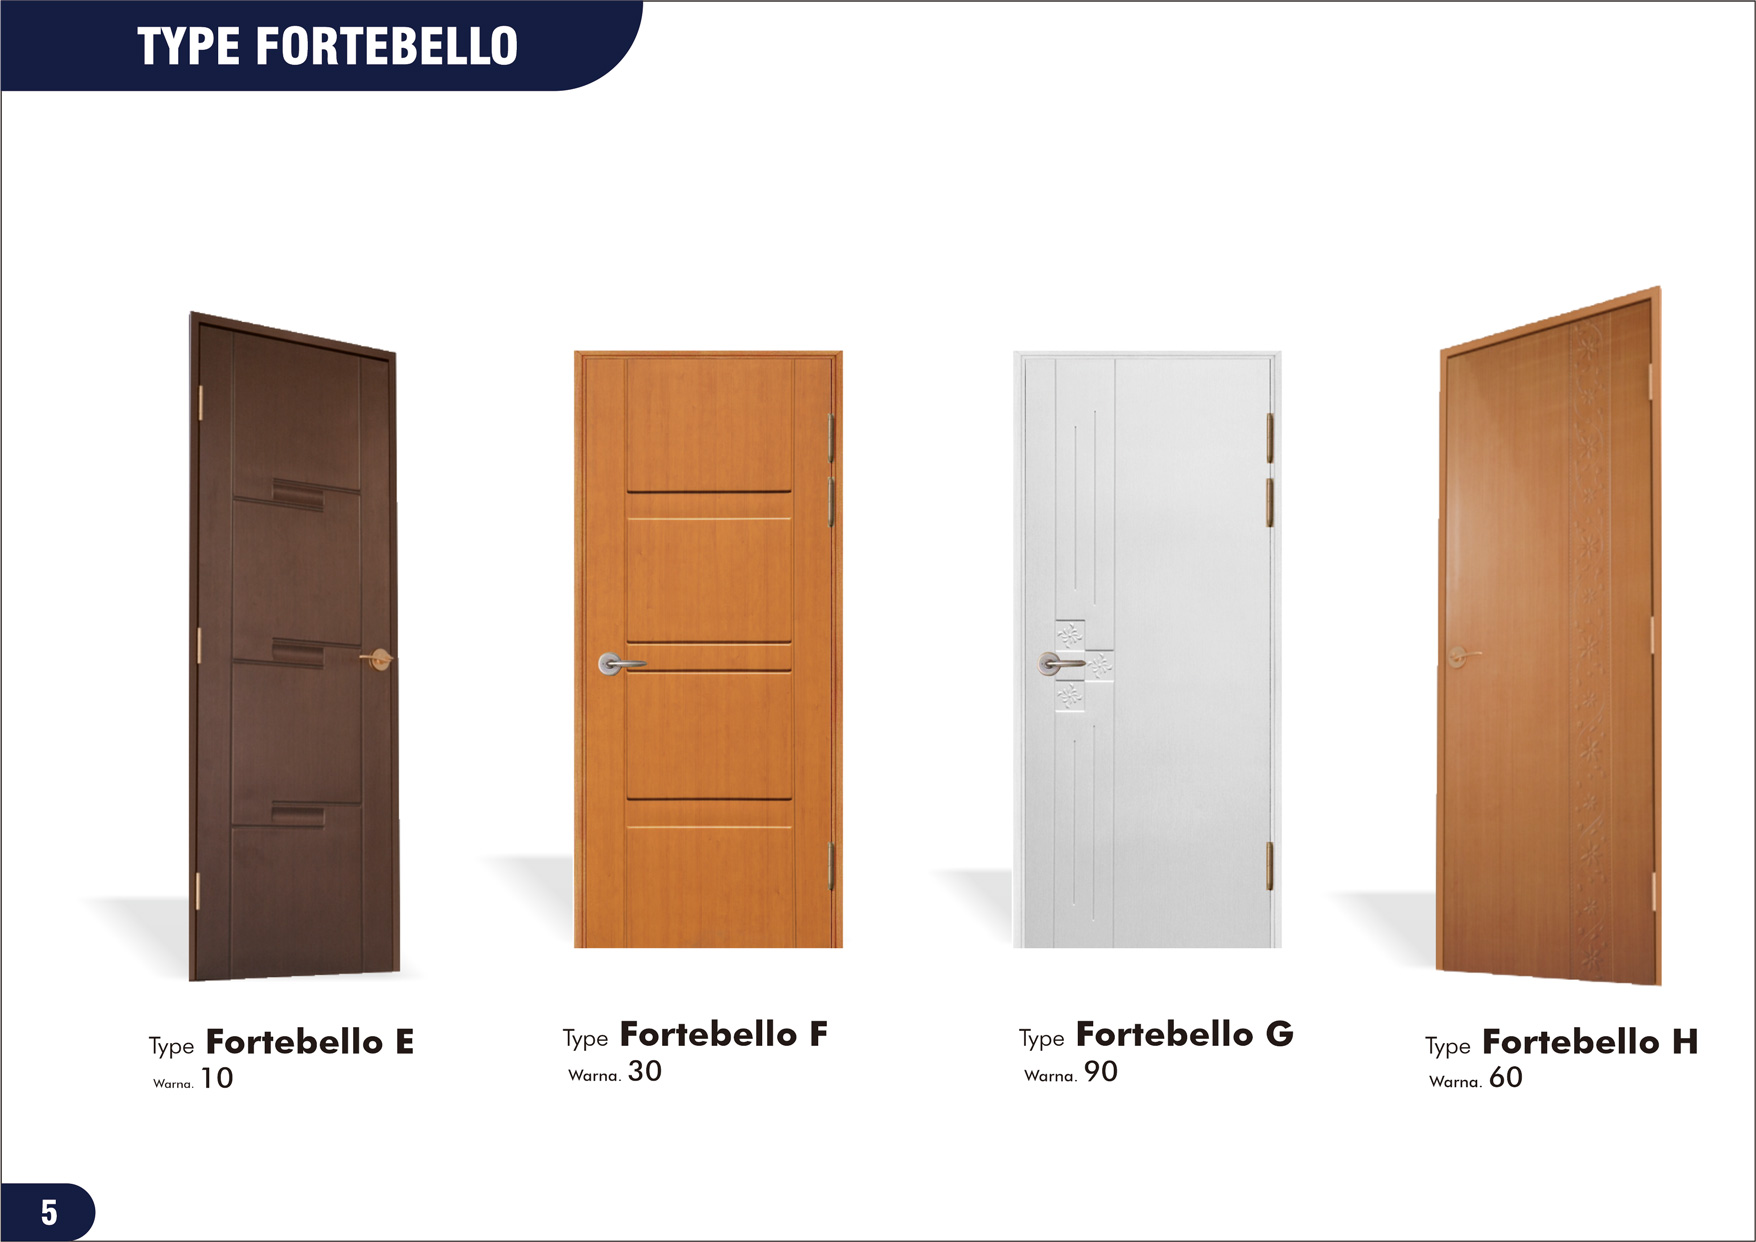 TYPE FORTEBELLO
Type Fortebello E
Warna. 10
Type Fortebello F
Warna. 30
Type Fortebello G
Warna. 90
Type Fortebello H
Warna. 60
5